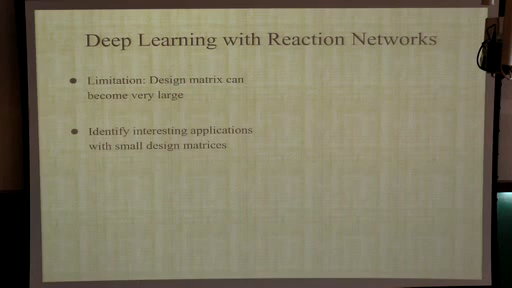 Deep Learning with Reaction Networks
Limitation: Design matrix can
become very large
Identify interesting applications
with small design matrices